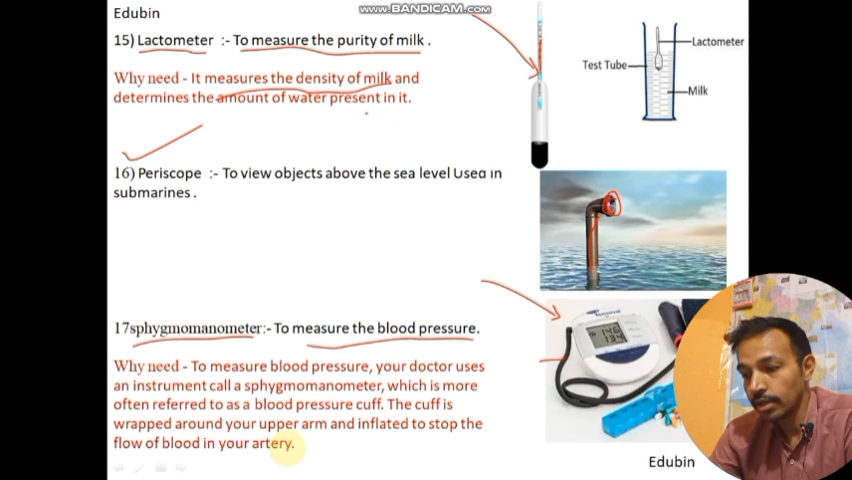 www.BANDICAM.com
Edubin
15) Lactometer :- To measure the purity of milk .
Why need - It measures the density of milk and
determines the amount of water present in it.
Lactometer
Test Tube
Milk
16) Periscope :- To view objects above the sea level Used in
submarines .
17sphygmomanometer:- To measure the blood pressure.
Why need - To measure blood pressure, your doctor uses
an instrument call a sphygmomanometer, which is more
often referred to as a blood pressure cuff. The cuff is
wrapped around your upper arm and inflated to stop the
flow of blood in your artery.
Edubin